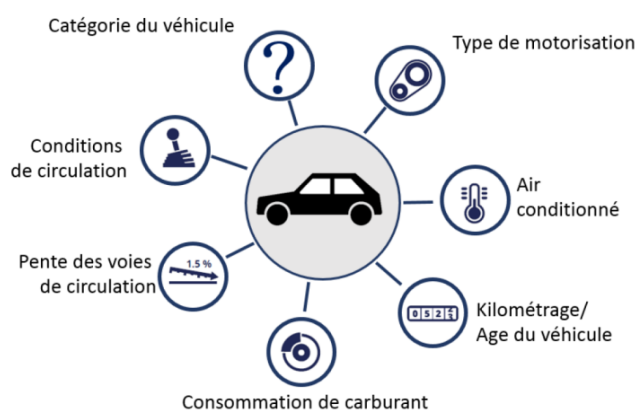 Catégorie du véhicule
?
Type de motorisation
Conditions
de circulation
Air
conditionné
Pente des voies
de circulation
1.5 %
Kilométrage/
Age du véhicule
0 5 2
Consommation de carburant